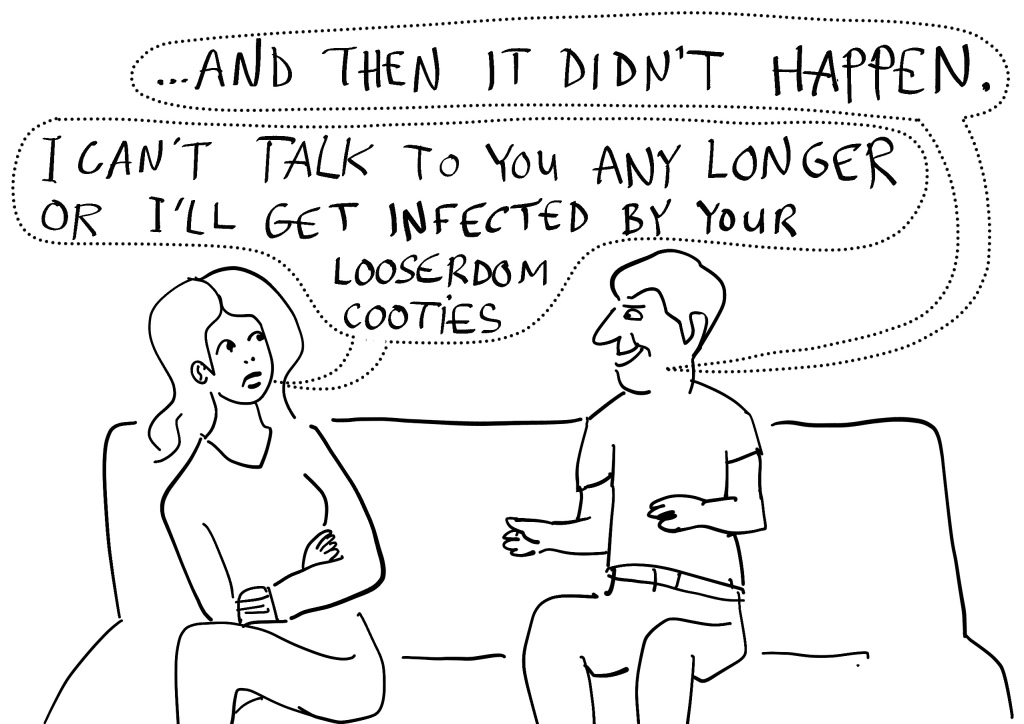 ...AND THEN IT DIDN'T HAPPEN.
I CAN'T TALK TO YOU ANY LONGER
OR I'LL GET INFECTED BY YOUR
LOOSERDOM
COOTIES